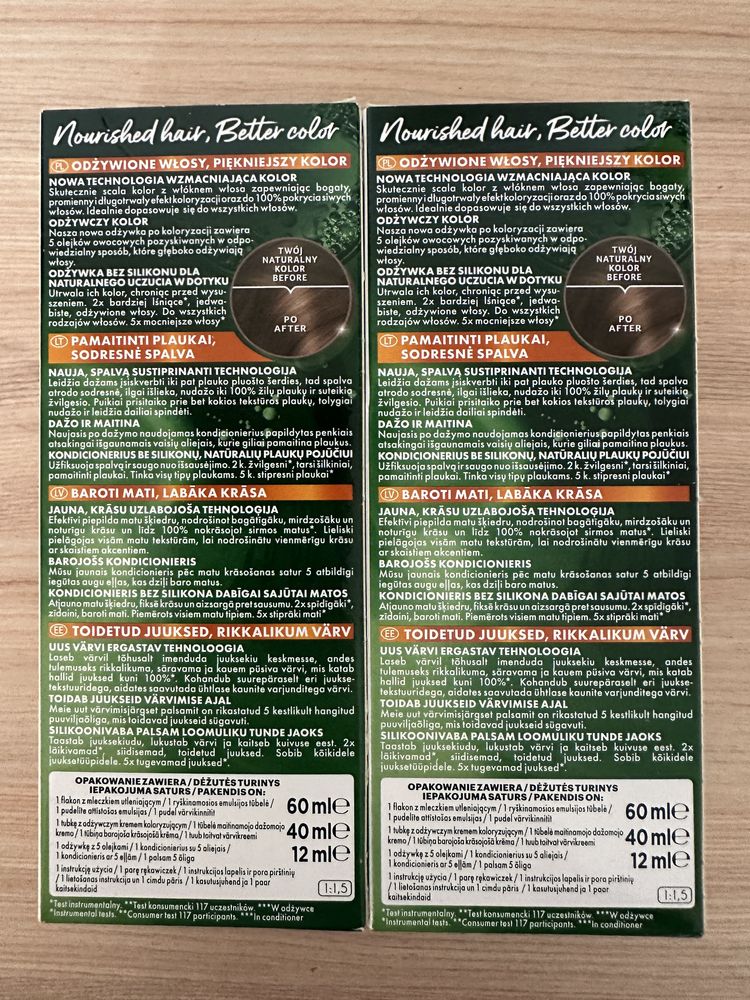 Nourished hair, Better color
PL ODŻYWIONE WŁOSY, PIĘKNIEJSZY KOLOR
NOWA TECHNOLOGIA WZMACNIAJĄCA KOLOR
Skutecznie scala kolor z włóknem włosa zapewniając bogaty,
promienny i długotrwały efekt koloryzacji oraz do 100% pokrycia siwych
włosów. Idealnie dopasowuje się do wszystkich włosów.
ODŻYWCZY KOLOR
Nasza nowa odżywka po koloryzacji zawiera
5 olejków owocowych pozyskiwanych w odpo-
wiedzialny sposób, które głęboko odżywiają
włosy.
ODŻYWKA BEZ SILIKONU DLA
NATURALNEGO UCZUCIA W DOTYKU
Utrwala ich kolor, chroniąc przed wysu-
szeniem. 2x bardziej lśniące*, jedwa-
biste, odżywione włosy. Do wszystkich
rodzajów włosów. 5x mocniejsze włosy*
TWÓJ
NATURALNY
KOLOR
BEFORE
PO
AFTER
LT PAMAITINTI PLAUKAI,
SODRESNĖ SPALVA
NAUJA, SPALVĄ SUSTIPRINANTI TECHNOLOGIJA
Leidžia dažams įsiskverbti iki pat plauko pluošto šerdies, tad spalva
atrodo sodresnė, ilgai išlieka, nudažo iki 100% žilų plaukų ir suteikia
žvilgesio. Puikiai prisitaiko prie bet kokios tekstūros plaukų, tolygiai
nudažo ir leidžia dailiai spindėti.
DAŽO IR MAITINA
Naujasis po dažymo naudojamas kondicionierius papildytas penkiais
atsakingai išgaunamais vaisių aliejais, kurie giliai pamaitina plaukus.
KONDICIONIERIUS BE SILIKONŲ, NATŪRALIŲ PLAUKŲ POJŪČIUI
Užfiksuoja spalvą ir saugo nuo išsausėjimo. 2 k. žvilgesni*, tarsi šilkiniai,
pamaitinti plaukai. Tinka visų tipų plaukams. 5 k. stipresni plaukai*
LV BAROTI MATI, LABĀKA KRĀSA
JAUNA, KRĀSU UZLABOJOŠA TEHNOLOĢIJA
Efektīvi piepilda matu šķiedru, nodrošinot bagātīgāku, mirdzošāku un
noturīgu krāsu un līdz 100% nokrāsojot sirmos matus*. Lieliski
pielāgojas visām matu tekstūrām, lai nodrošinātu vienmērīgu krāsu
ar skaistiem akcentiem.
BAROJOŠS KONDICIONIERIS
Mūsu jaunais kondicionieris pēc matu krāsošanas satur 5 atbildīgi
iegūtas augu eļļas, kas dziļi baro matus.
KONDICIONIERIS BEZ SILIKONA DABĪGAI SAJŪTAI MATOS
Atjauno matu šķiedru, fiksē krāsu un aizsargā pret sausumu. 2x spīdīgāki*,
zīdaini, baroti mati. Piemērots visiem matu tipiem. 5x stiprāki mati*
EE TOIDETUD JUUKSED, RIKKALIKUM VÄRV
UUS VÄRVI ERGASTAV TEHNOLOOGIA
Laseb värvil tõhusalt imenduda juuksekiu keskmesse, andes
tulemuseks rikkalikuma, säravama ja kauem püsiva värvi, mis katab
hallid juuksed kuni 100%*. Kohandub suurepäraselt eri juukse-
tekstuuridega, aidates saavutada ühtlase kaunite varjunditega värvi.
TOIDAB JUUKSEID VÄRVIMISE AJAL
Meie uut värvimisjärgset palsamit on rikastatud 5 kestlikult hangitud
puuviljaõliga, mis toidavad juukseid sügavuti.
SILIKOONIVABA PALSAM LOOMULIKU TUNDE JAOKS
Taastab juuksekiudu, lukustab värvi ja kaitseb kuivuse eest. 2x
läikivamad*, siidisemad, toidetud juuksed. Sobib kõikidele
juuksetüüpidele. 5x tugevamad juuksed*.
OPAKOWANIE ZAWIERA / DĖŽUTĖS TURINYS
IEPAKOJUMA SATURS / PAKENDIS ON:
1 flakon z mleczkiem utleniającym / 1 ryškinamosios emulsijos tūbelė /
1 pudelīte attīstošas emulsijas / 1 pudel värvikinnitit
60 ml℮
1 tubkę z odżywczym kremem koloryzującym / 1 tūbelė maitinamojo dažomojo
kremo / 1 tūbiņa barojoša krāsojošā krēma / 1 tuub toitvat värvikreemi
40 ml℮
1 odżywkę z 5 olejkami / 1 kondicionierius su 5 aliejais /
1 kondicionieris ar 5 eļļām / 1 palsam 5 õliga
12 ml℮
1 instrukcję użycia / 1 parę rękawiczek / 1 instrukcijos lapelis ir pora pirštinių
/ 1 lietošanas instrukcija un 1 cimdu pāris / 1 kasutusjuhend ja 1 paar
kaitsekindaid
1:1,5
*Test instrumentalny. **Test konsumencki 117 uczestników. ***W odżywce
*Instrumental tests. **Consumer test 117 participants. ***In conditioner
Nourished hair, Better color
PL ODŻYWIONE WŁOSY, PIĘKNIEJSZY KOLOR
NOWA TECHNOLOGIA WZMACNIAJĄCA KOLOR
Skutecznie scala kolor z włóknem włosa zapewniając bogaty,
promienny i długotrwały efekt koloryzacji oraz do 100% pokrycia siwych
włosów. Idealnie dopasowuje się do wszystkich włosów.
ODŻYWCZY KOLOR
Nasza nowa odżywka po koloryzacji zawiera
5 olejków owocowych pozyskiwanych w odpo-
wiedzialny sposób, które głęboko odżywiają
włosy.
ODŻYWKA BEZ SILIKONU DLA
NATURALNEGO UCZUCIA W DOTYKU
Utrwala ich kolor, chroniąc przed wysu-
szeniem. 2x bardziej lśniące*, jedwa-
biste, odżywione włosy. Do wszystkich
rodzajów włosów. 5x mocniejsze włosy*
TWÓJ
NATURALNY
KOLOR
BEFORE
PO
AFTER
LT PAMAITINTI PLAUKAI,
SODRESNĖ SPALVA
NAUJA, SPALVĄ SUSTIPRINANTI TECHNOLOGIJA
Leidžia dažams įsiskverbti iki pat plauko pluošto šerdies, tad spalva
atrodo sodresnė, ilgai išlieka, nudažo iki 100% žilų plaukų ir suteikia
žvilgesio. Puikiai prisitaiko prie bet kokios tekstūros plaukų, tolygiai
nudažo ir leidžia dailiai spindėti.
DAŽO IR MAITINA
Naujasis po dažymo naudojamas kondicionierius papildytas penkiais
atsakingai išgaunamais vaisių aliejais, kurie giliai pamaitina plaukus.
KONDICIONIERIUS BE SILIKONŲ, NATŪRALIŲ PLAUKŲ POJŪČIUI
Užfiksuoja spalvą ir saugo nuo išsausėjimo. 2 k. žvilgesni*, tarsi šilkiniai,
pamaitinti plaukai. Tinka visų tipų plaukams. 5 k. stipresni plaukai*
LV BAROTI MATI, LABĀKA KRĀSA
JAUNA, KRĀSU UZLABOJOŠA TEHNOLOĢIJA
Efektīvi piepilda matu šķiedru, nodrošinot bagātīgāku, mirdzošāku un
noturīgu krāsu un līdz 100% nokrāsojot sirmos matus*. Lieliski
pielāgojas visām matu tekstūrām, lai nodrošinātu vienmērīgu krāsu
ar skaistiem akcentiem.
BAROJOŠS KONDICIONIERIS
Mūsu jaunais kondicionieris pēc matu krāsošanas satur 5 atbildīgi
iegūtas augu eļļas, kas dziļi baro matus.
KONDICIONIERIS BEZ SILIKONA DABĪGAI SAJŪTAI MATOS
Atjauno matu šķiedru, fiksē krāsu un aizsargā pret sausumu. 2x spīdīgāki*,
zīdaini, baroti mati. Piemērots visiem matu tipiem. 5x stiprāki mati*
EE TOIDETUD JUUKSED, RIKKALIKUM VÄRV
UUS VÄRVI ERGASTAV TEHNOLOOGIA
Laseb värvil tõhusalt imenduda juuksekiu keskmesse, andes
tulemuseks rikkalikuma, säravama ja kauem püsiva värvi, mis katab
hallid juuksed kuni 100%*. Kohandub suurepäraselt eri juukse-
tekstuuridega, aidates saavutada ühtlase kaunite varjunditega värvi.
TOIDAB JUUKSEID VÄRVIMISE AJAL
Meie uut värvimisjärgset palsamit on rikastatud 5 kestlikult hangitud
puuviljaõliga, mis toidavad juukseid sügavuti.
SILIKOONIVABA PALSAM LOOMULIKU TUNDE JAOKS
Taastab juuksekiudu, lukustab värvi ja kaitseb kuivuse eest. 2x
läikivamad*, siidisemad, toidetud juuksed. Sobib kõikidele
juuksetüüpidele. 5x tugevamad juuksed*.
OPAKOWANIE ZAWIERA / DĖŽUTĖS TURINYS
IEPAKOJUMA SATURS / PAKENDIS ON:
1 flakon z mleczkiem utleniającym / 1 ryškinamosios emulsijos tūbelė /
1 pudelīte attīstošas emulsijas / 1 pudel värvikinnitit
60 ml℮
1 tubkę z odżywczym kremem koloryzującym / 1 tūbelė maitinamojo dažomojo
kremo / 1 tūbiņa barojoša krāsojošā krēma / 1 tuub toitvat värvikreemi
40 ml℮
1 odżywkę z 5 olejkami / 1 kondicionierius su 5 aliejais /
1 kondicionieris ar 5 eļļām / 1 palsam 5 õliga
12 ml℮
1 instrukcję użycia / 1 parę rękawiczek / 1 instrukcijos lapelis ir pora pirštinių
/ 1 lietošanas instrukcija un 1 cimdu pāris / 1 kasutusjuhend ja 1 paar
kaitsekindaid
1:1,5
*Test instrumentalny. **Test konsumencki 117 uczestników. ***W odżywce
*Instrumental tests. **Consumer test 117 participants. ***In conditioner